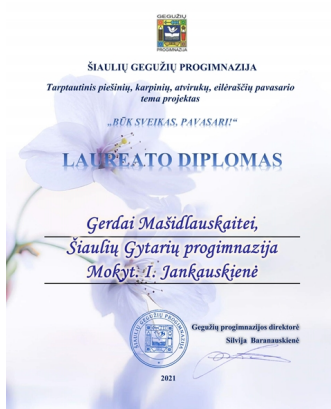 GEGUŽIŲ
PROGIMNAZIJA
ŠIAULIŲ GEGUŽIŲ PROGIMNAZIJA
Tarptautinis piešinių, karpinių, atvirukų, eilėraščių pavasario
tema projektas
„BŪK SVEIKAS, PAVASARI!“
LAUREATO DIPLOMAS
Gerdai Mašidlauskaitei,
Šiaulių Gytarių progimnazija
Mokyt. I. Jankauskienė
Gegužių progimnazijos direktorė
Silvija Baranauskienė
ŠIAULIŲ GEGUŽIŲ PROGIMNAZIJA
2021